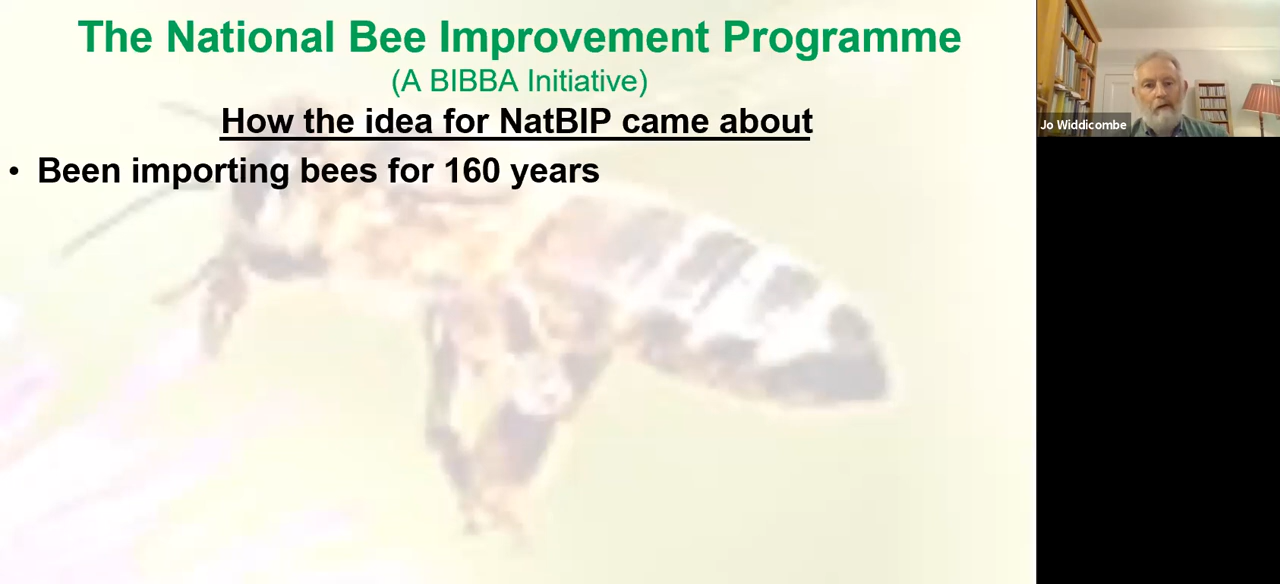 The National Bee Improvement Programme
(A BIBBA Initiative)
How the idea for NatBIP came about
• Been importing bees for 160 years
Jo Widdicombe